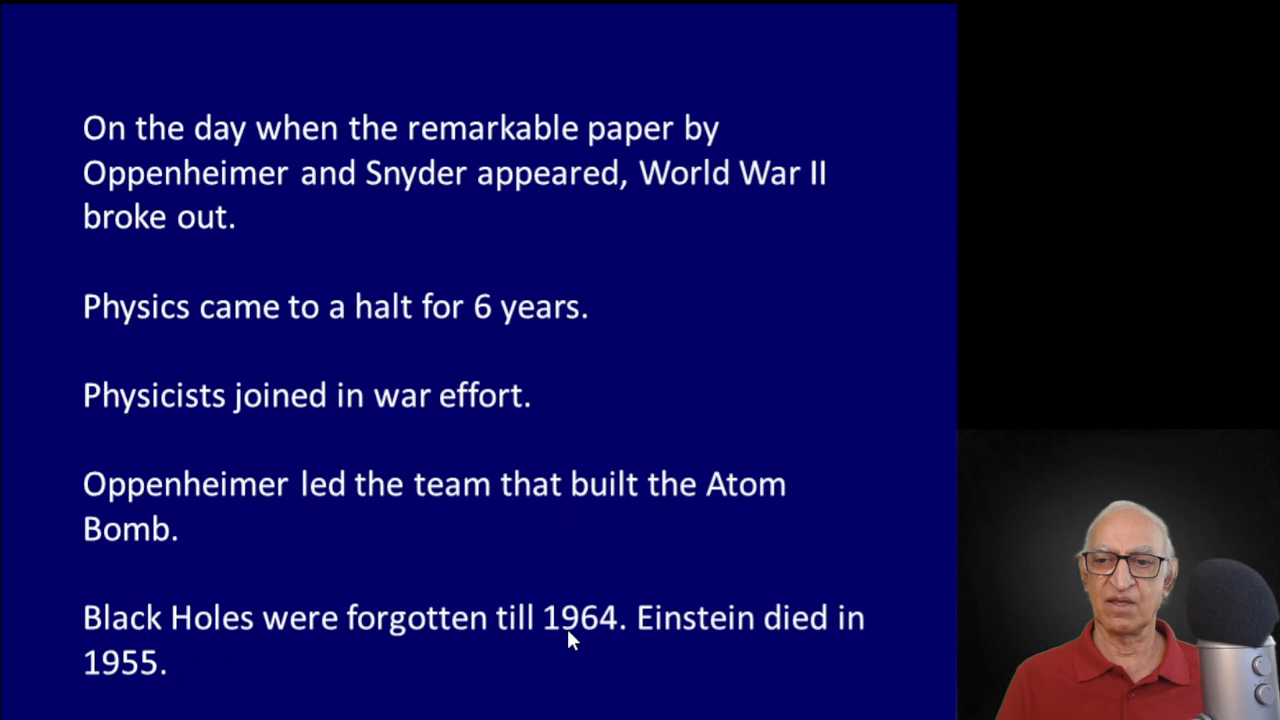 On the day when the remarkable paper by
Oppenheimer and Snyder appeared, World War II
broke out.
Physics came to a halt for 6 years.
Physicists joined in war effort.
Oppenheimer led the team that built the Atom
Bomb.
Black Holes were forgotten till 1964. Einstein died in
1955.